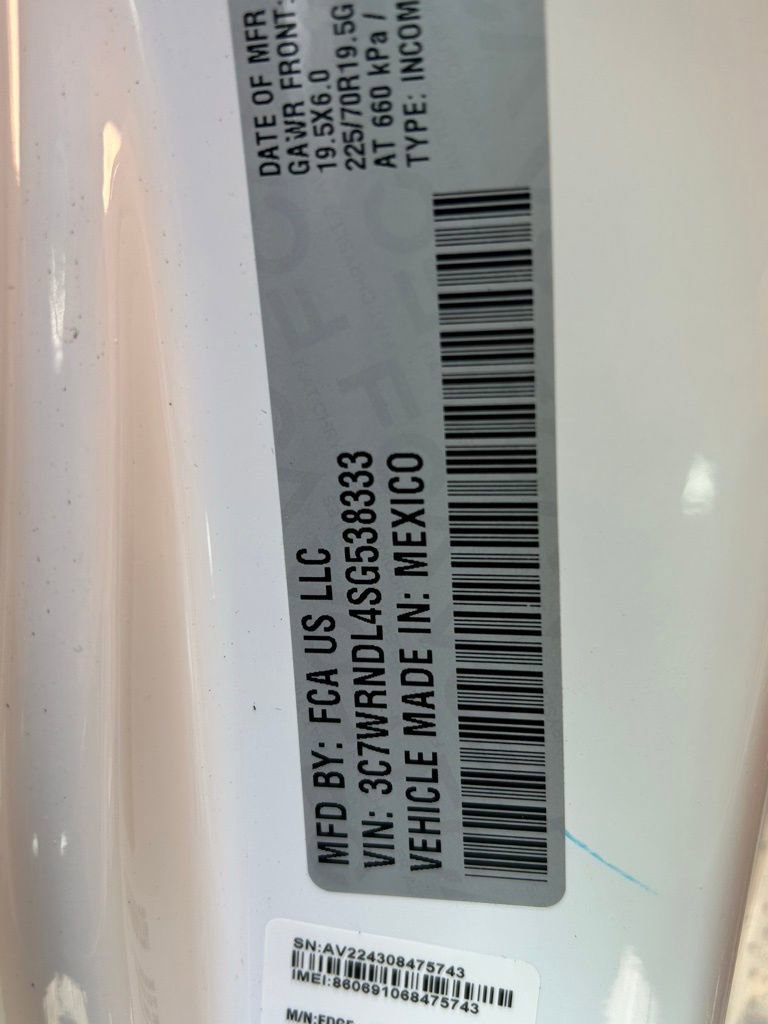 MFD BY: FCA US LLC
VIN: 3C7WRNDL4SG538333
VEHICLE MADE IN: MEXICO
DATE OF MFR
GAWR FRONT:
19.5X6.0
225/70R19.5G
AT 660 kPa /
TYPE: INCOM
SN:AV224308475743
IMEI:860691068475743